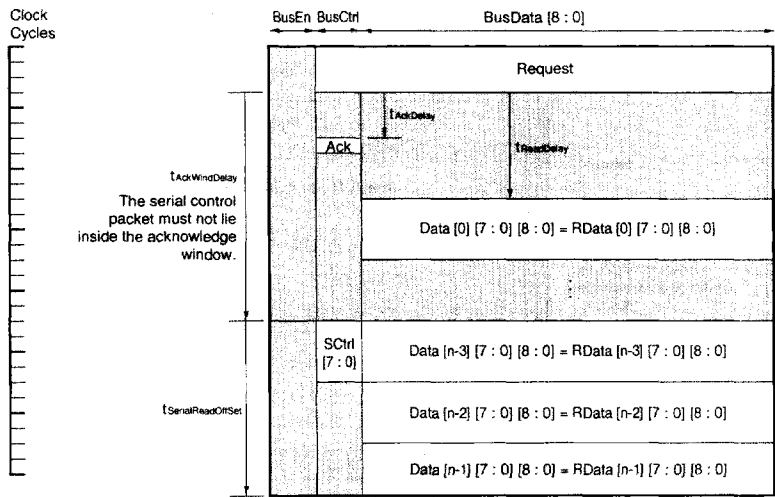 Clock
Cycles
BusEn BusCtrl BusData [8 : 0]
Request
tAckDelay
Ack
tReadDelay
tAckWindDelay
The serial control
packet must not lie
inside the acknowledge
window.
Data [0] [7 : 0] [8 : 0] = RData [0] [7 : 0] [8 : 0]
SCtrl
[7 : 0]
Data [n-3] [7 : 0] [8 : 0] = RData [n-3] [7 : 0] [8 : 0]
tSerialReadOffSet
Data [n-2] [7 : 0] [8 : 0] = RData [n-2] [7 : 0] [8 : 0]
Data [n-1] [7 : 0] [8 : 0] = RData [n-1] [7 : 0] [8 : 0]